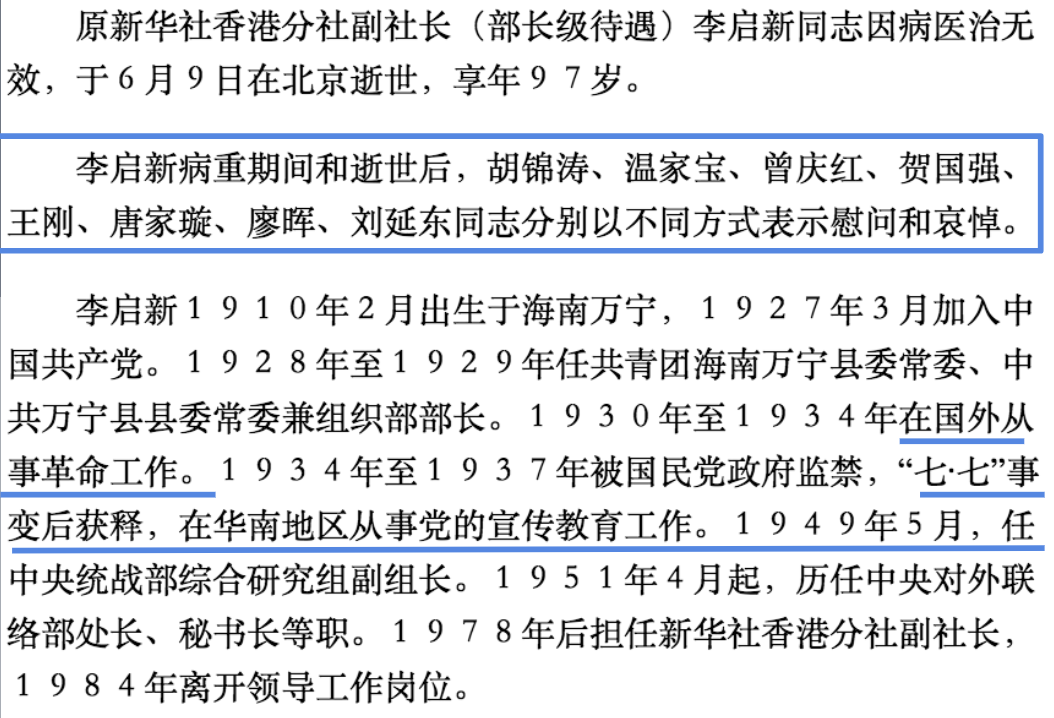 原新华社香港分社副社长（部长级待遇）李启新同志因病医治无
效，于６月９日在北京逝世，享年９７岁。
李启新病重期间和逝世后，胡锦涛、温家宝、曾庆红、贺国强、
王刚、唐家璇、廖晖、刘延东同志分别以不同方式表示慰问和哀悼。
李启新１９１０年２月出生于海南万宁，１９２７年３月加入中
国共产党。１９２８年至１９２９年任共青团海南万宁县委常委、中
共万宁县县委常委兼组织部部长。１９３０年至１９３４年在国外从
事革命工作。１９３４年至１９３７年被国民党政府监禁，“七·七”事
变后获释，在华南地区从事党的宣传教育工作。１９４９年５月，任
中央统战部综合研究组副组长。１９５１年４月起，历任中央对外联
络部处长、秘书长等职。１９７８年后担任新华社香港分社副社长，
１９８４年离开领导工作岗位。